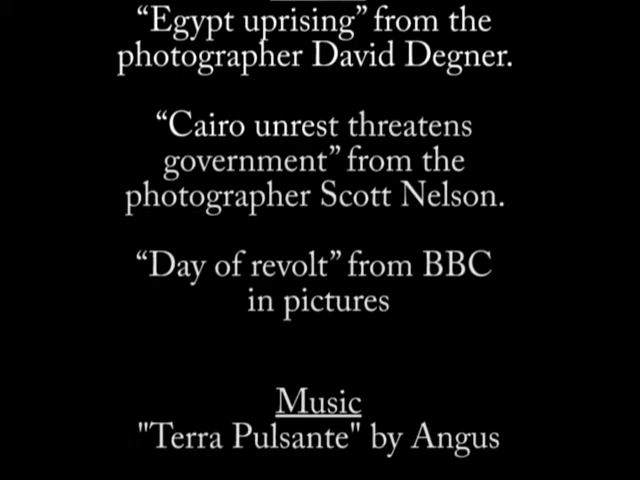 “Egypt uprising” from the
photographer David Degner.
“Cairo unrest threatens
government” from the
photographer Scott Nelson.
“Day of revolt” from BBC
in pictures
Music
"Terra Pulsante" by Angus